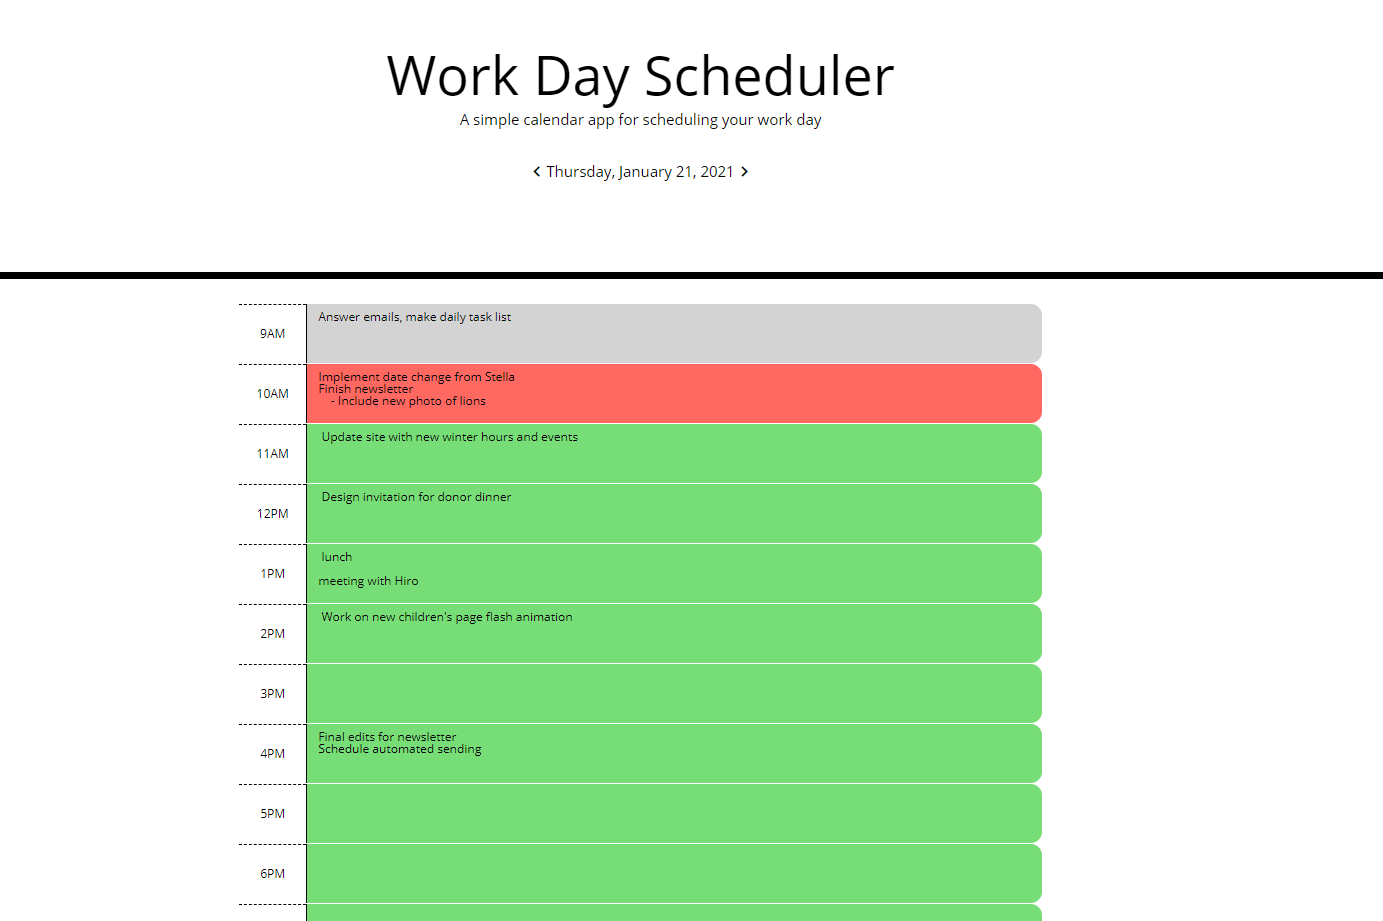 Work Day Scheduler
A simple calendar app for scheduling your work day
Thursday, January 21, 2021
9AM
Answer emails, make daily task list
10AM
Implement date change from Stella
Finish newsletter
- Include new photo of lions
11AM
Update site with new winter hours and events
12PM
Design invitation for donor dinner
1PM
lunch
meeting with Hiro
2PM
Work on new children's page flash animation
3PM
4PM
Final edits for newsletter
Schedule automated sending
5PM
6PM